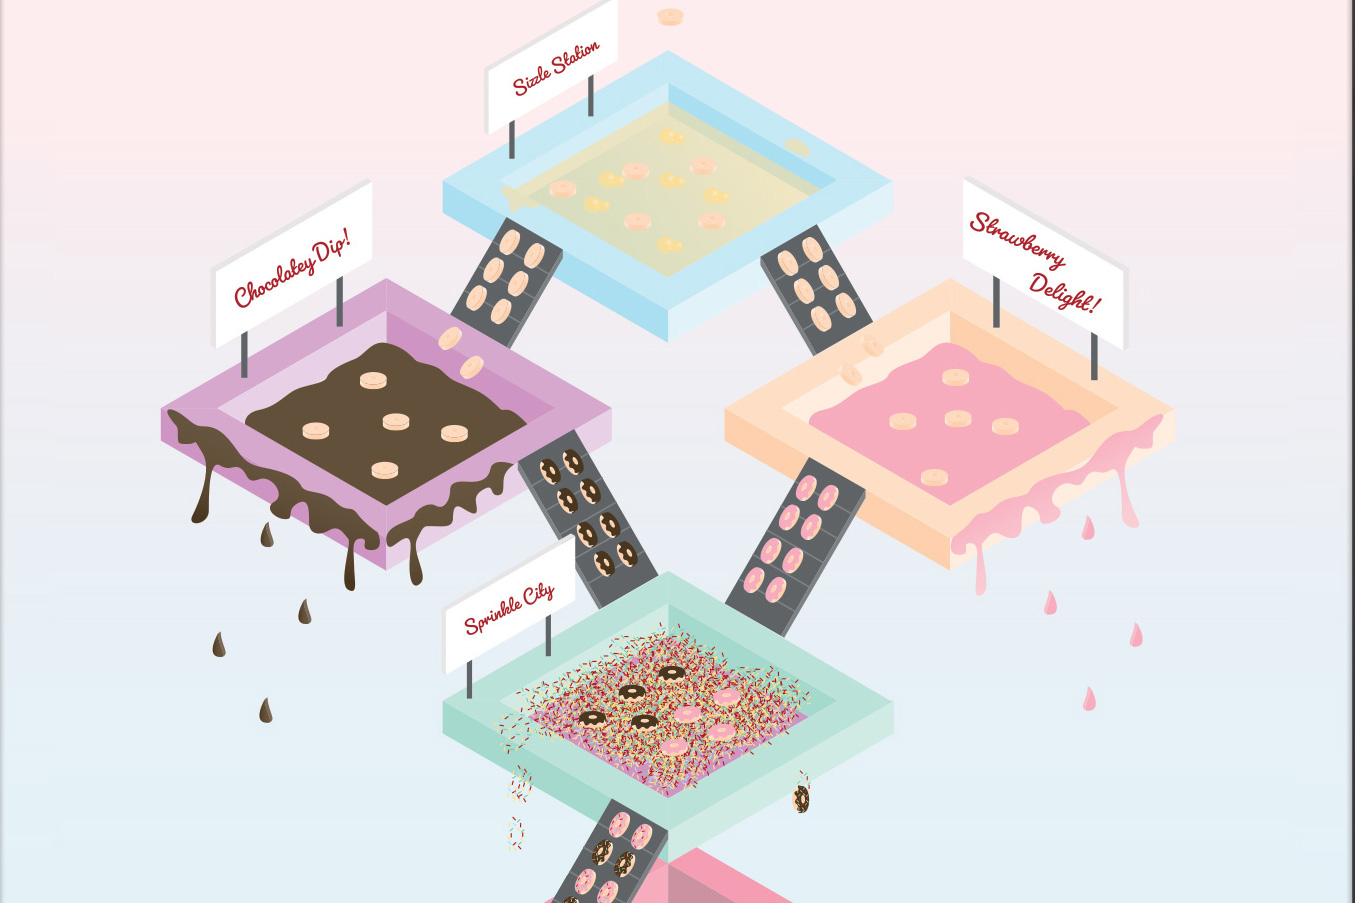 Sizzle Station
Chocolatey Dip!
Strawberry
Delight!
Sprinkle City